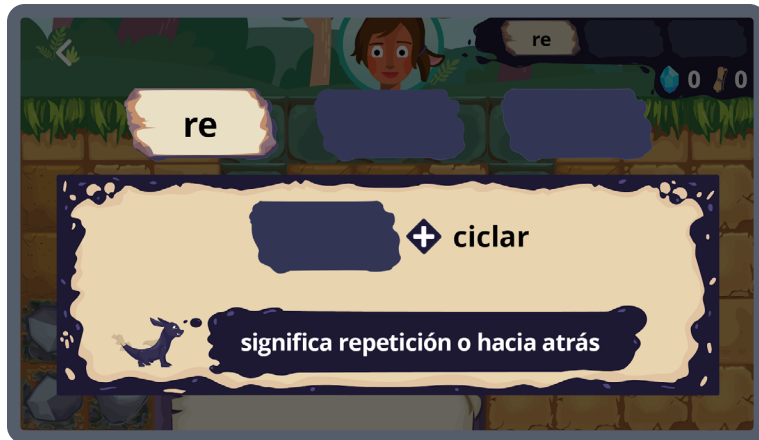 re
0 0
re
ciclar
significa repetición o hacia atrás